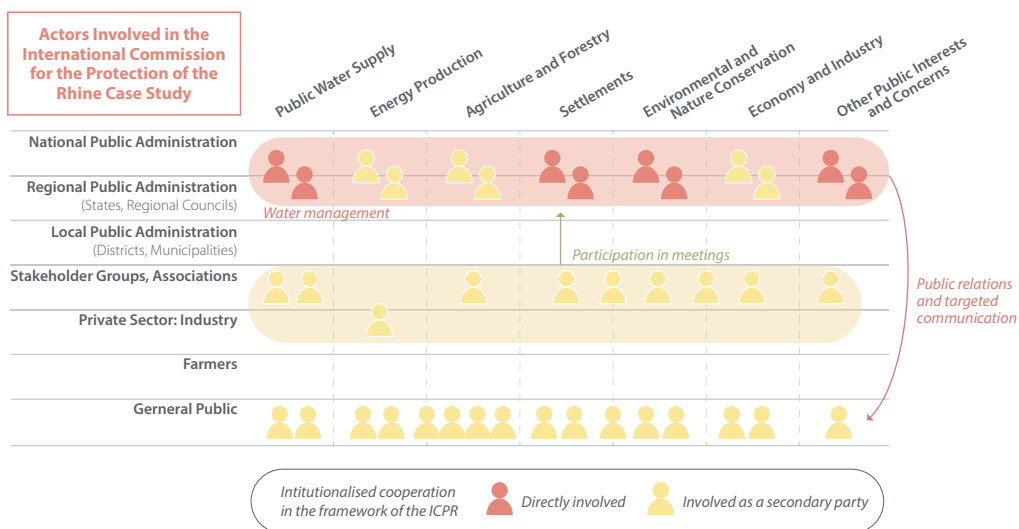 Actors Involved in the
International Commission
for the Protection of the
Rhine Case Study
Public Water Supply
Energy Production
Agriculture and Forestry
Settlements
Environmental and
Nature Conservation
Economy and Industry
Other Public Interests
and Concerns
National Public Administration
Regional Public Administration
(States, Regional Councils)
Water management
Local Public Administration
(Districts, Municipalities)
Participation in meetings
Stakeholder Groups, Associations
Public relations
and targeted
communication
Private Sector: Industry
Farmers
Gerneral Public
Intitutionalised cooperation
in the framework of the ICPR
Directly involved
Involved as a secondary party